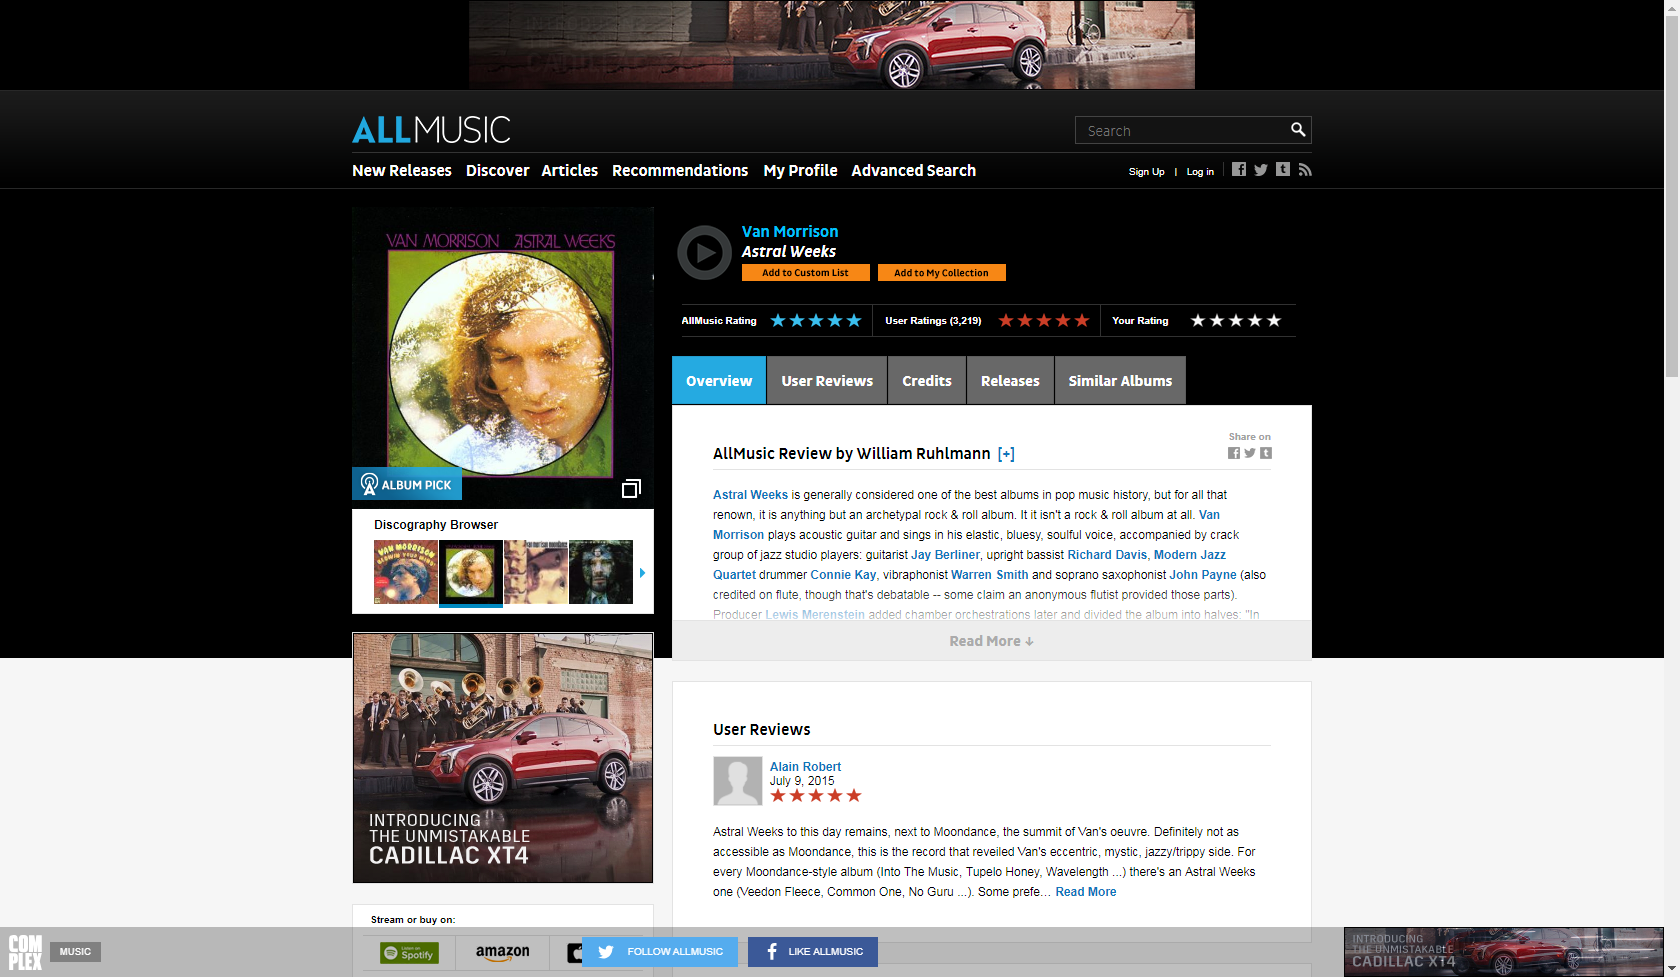 ALLMUSIC
Search
New Releases Discover Articles Recommendations My Profile Advanced Search
Sign Up | Log in
VAN MORRISON ASTRAL WEEKS
ALBUM PICK
Van Morrison
Astral Weeks
Add to Custom List Add to My Collection
AllMusic Rating User Ratings (3,219) Your Rating
Overview User Reviews Credits Releases Similar Albums
Share on
AllMusic Review by William Ruhlmann [+]
Astral Weeks is generally considered one of the best albums in pop music history, but for all that
renown, it is anything but an archetypal rock & roll album. It it isn't a rock & roll album at all. Van
Morrison plays acoustic guitar and sings in his elastic, bluesy, soulful voice, accompanied by crack
group of jazz studio players: guitarist Jay Berliner, upright bassist Richard Davis, Modern Jazz
Quartet drummer Connie Kay, vibraphonist Warren Smith and soprano saxophonist John Payne (also
credited on flute, though that's debatable -- some claim an anonymous flutist provided those parts).
Producer Lewis Merenstein added chamber orchestrations later and divided the album into halves: "In
Read More ↓
Discography Browser
VAN MORRISON
INTRODUCING
THE UNMISTAKABLE
CADILLAC XT4
User Reviews
Alain Robert
July 9, 2015
Astral Weeks to this day remains, next to Moondance, the summit of Van's oeuvre. Definitely not as
accessible as Moondance, this is the record that reveiled Van's eccentric, mystic, jazzy/trippy side. For
every Moondance-style album (Into The Music, Tupelo Honey, Wavelength ...) there's an Astral Weeks
one (Veedon Fleece, Common One, No Guru ...). Some prefe... Read More
Stream or buy on:
Listen on
Spotify
amazon
COMPLEX
MUSIC
FOLLOW ALLMUSIC
LIKE ALLMUSIC
INTRODUCING
THE UNMISTAKABLE
CADILLAC XT4